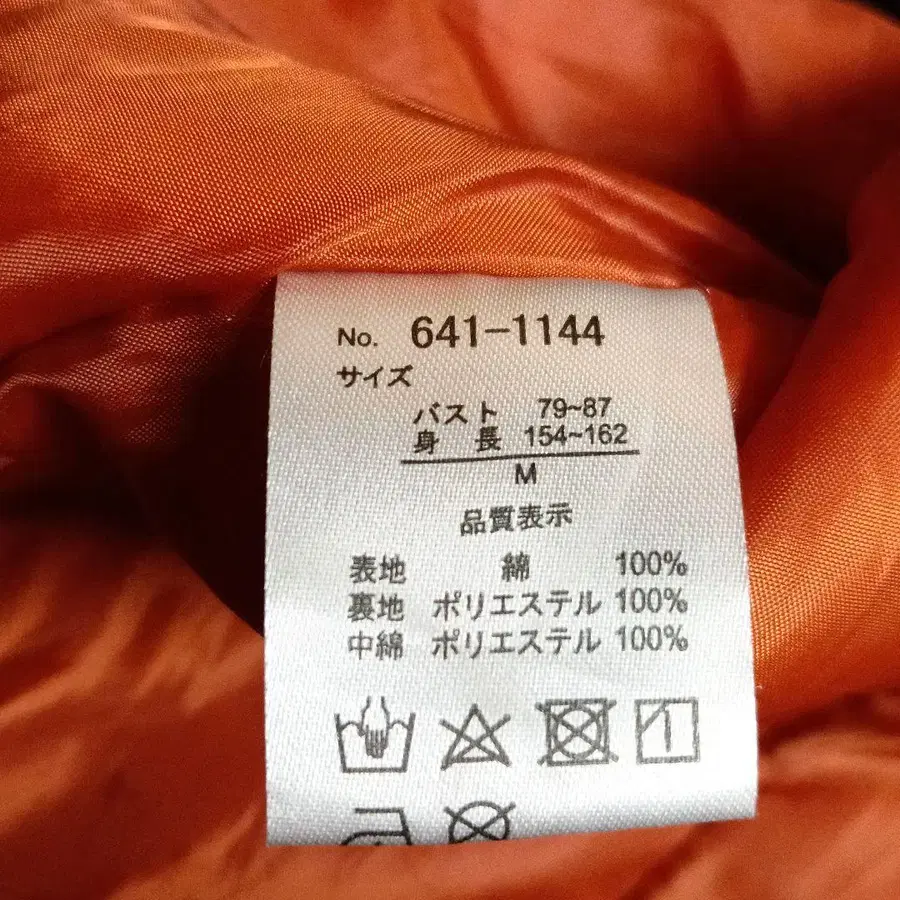 No. 641-1144
サイズ
バスト 79~87
身 長 154~162
M
品質表示
表地 綿 100%
裏地 ポリエステル 100%
中綿 ポリエステル 100%